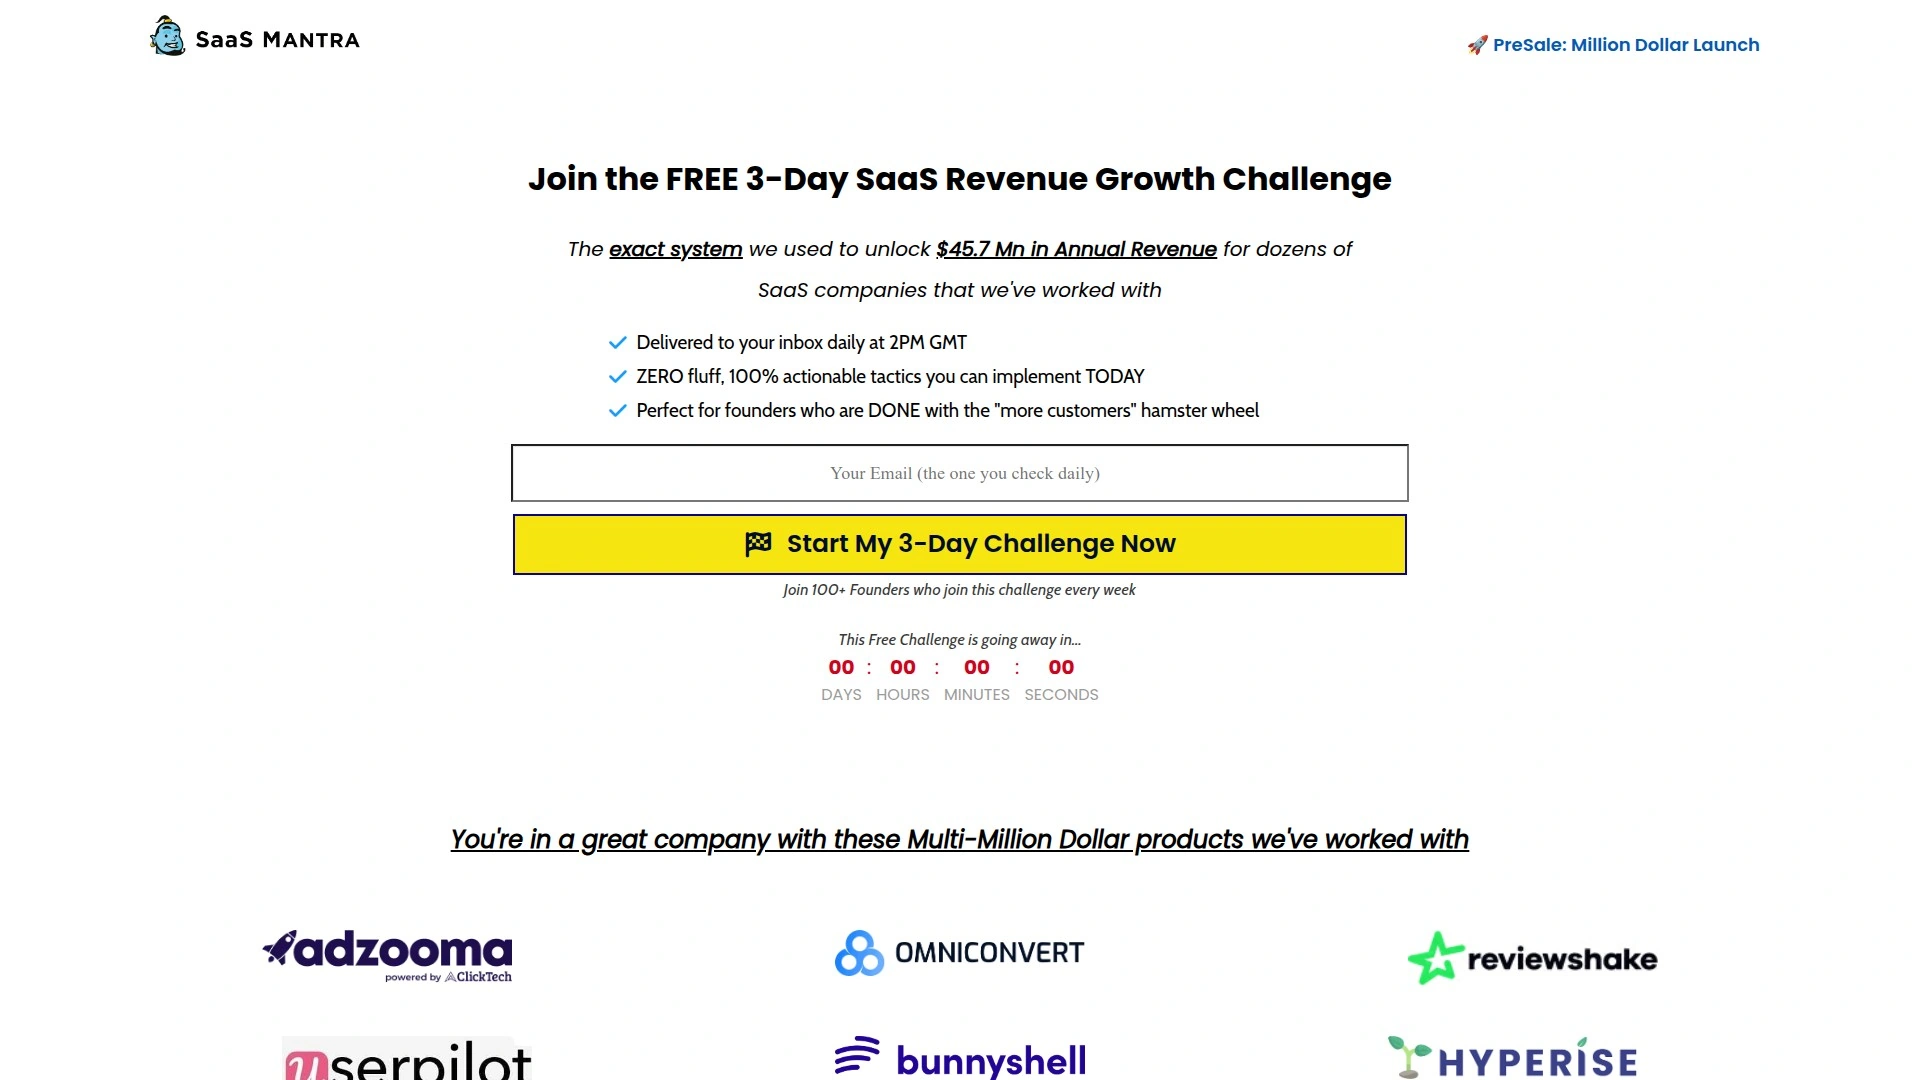 SaaS MANTRA
🚀 PreSale: Million Dollar Launch
Join the FREE 3-Day SaaS Revenue Growth Challenge
The exact system we used to unlock $45.7 Mn in Annual Revenue for dozens of
SaaS companies that we've worked with
Delivered to your inbox daily at 2PM GMT
ZERO fluff, 100% actionable tactics you can implement TODAY
Perfect for founders who are DONE with the "more customers" hamster wheel
Your Email (the one you check daily)
Start My 3-Day Challenge Now
Join 100+ Founders who join this challenge every week
This Free Challenge is going away in...
00 : 00 : 00 : 00
DAYS HOURS MINUTES SECONDS
You're in a great company with these Multi-Million Dollar products we've worked with
adzooma
powered by ClickTech
OMNICONVERT
reviewshake
userpilot
bunnyshell
HYPERISE